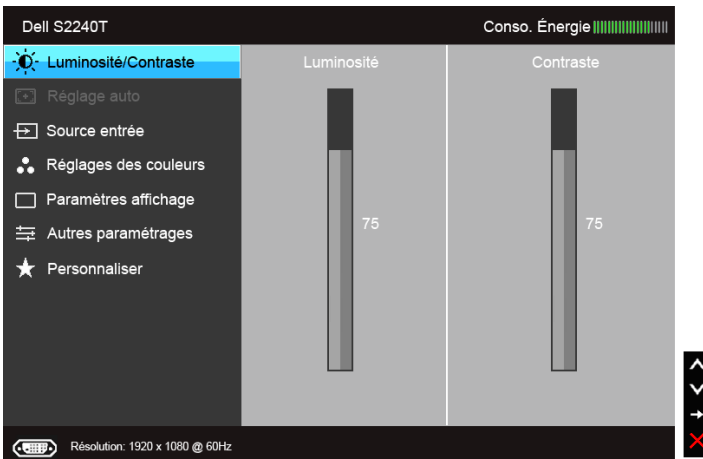 Dell S2240T
Conso. Énergie
Luminosité/Contraste
Réglage auto
Source entrée
Réglages des couleurs
Paramètres affichage
Autres paramétrages
Personnaliser
Luminosité
Contraste
75
75
Résolution: 1920 x 1080 @ 60Hz